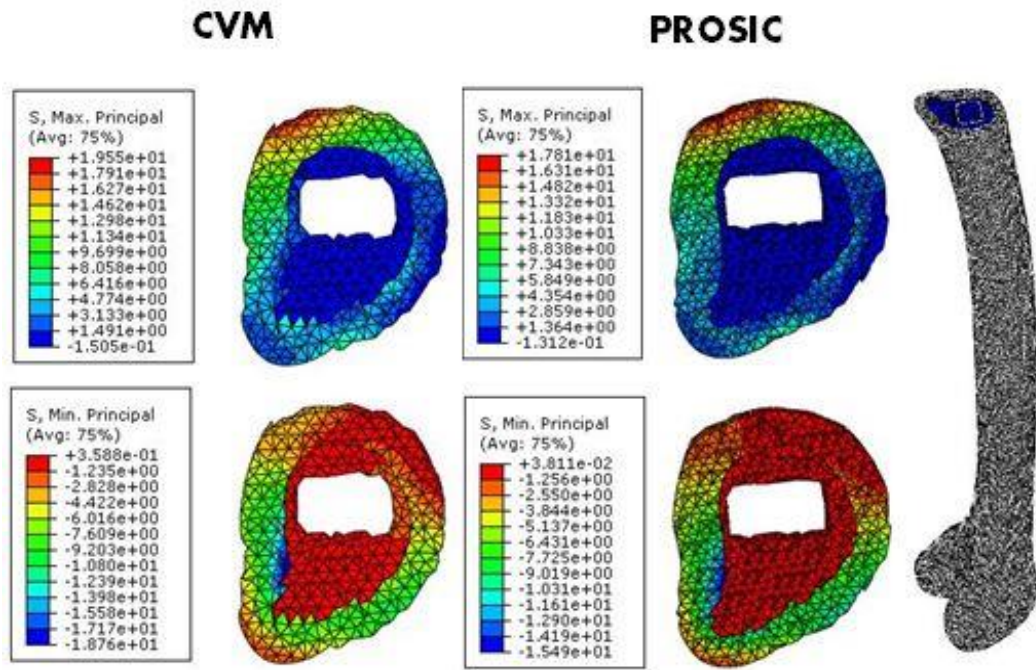 CVM
PROSIC
S, Max. Principal
(Avg: 75%)
+1.955e+01
+1.791e+01
+1.627e+01
+1.462e+01
+1.298e+01
+1.134e+01
+9.699e+00
+8.058e+00
+6.416e+00
+4.774e+00
+3.133e+00
+1.491e+00
-1.505e-01
S, Max. Principal
(Avg: 75%)
+1.781e+01
+1.631e+01
+1.482e+01
+1.332e+01
+1.183e+01
+1.033e+01
+8.838e+00
+7.343e+00
+5.849e+00
+4.354e+00
+2.859e+00
+1.364e+00
-1.312e-01
S, Min. Principal
(Avg: 75%)
+3.588e-01
-1.235e+00
-2.828e+00
-4.422e+00
-6.016e+00
-7.609e+00
-9.203e+00
-1.080e+01
-1.239e+01
-1.398e+01
-1.558e+01
-1.717e+01
-1.876e+01
S, Min. Principal
(Avg: 75%)
+3.811e-02
-1.256e+00
-2.550e+00
-3.844e+00
-5.137e+00
-6.431e+00
-7.725e+00
-9.019e+00
-1.031e+01
-1.161e+01
-1.290e+01
-1.419e+01
-1.549e+01